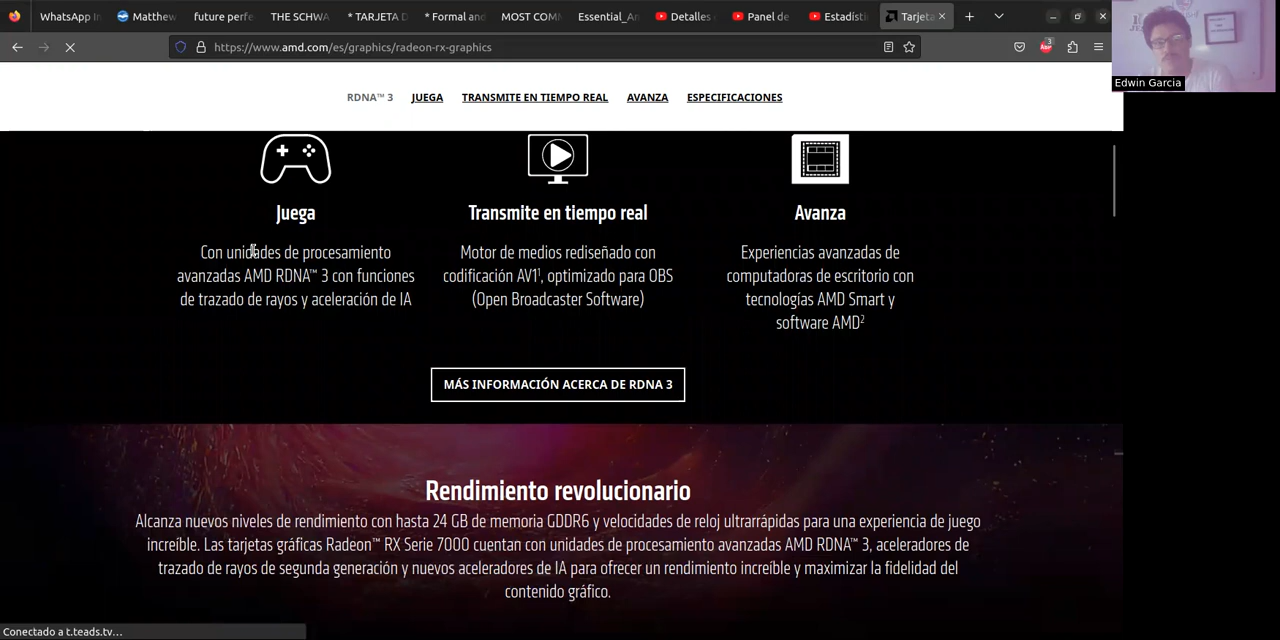 WhatsApp
Matthew
future perfe
THE SCHWA
* TARJETA D
* Formal and
MOST COM
Essential_An
Detalles
Panel de
Estadísti
Tarjeta
https://www.amd.com/es/graphics/radeon-rx-graphics
Edwin Garcia
RDNA™ 3 JUEGA TRANSMITE EN TIEMPO REAL AVANZA ESPECIFICACIONES
Juega
Con unidades de procesamiento
avanzadas AMD RDNA™ 3 con funciones
de trazado de rayos y aceleración de IA
Transmite en tiempo real
Motor de medios rediseñado con
codificación AV1¹, optimizado para OBS
(Open Broadcaster Software)
Avanza
Experiencias avanzadas de
computadoras de escritorio con
tecnologías AMD Smart y
software AMD²
MÁS INFORMACIÓN ACERCA DE RDNA 3
Rendimiento revolucionario
Alcanza nuevos niveles de rendimiento con hasta 24 GB de memoria GDDR6 y velocidades de reloj ultrarrápidas para una experiencia de juego
increíble. Las tarjetas gráficas Radeon™ RX Serie 7000 cuentan con unidades de procesamiento avanzadas AMD RDNA™ 3, aceleradores de
trazado de rayos de segunda generación y nuevos aceleradores de IA para ofrecer un rendimiento increíble y maximizar la fidelidad del
contenido gráfico.
Conectado a t.teads.tv...